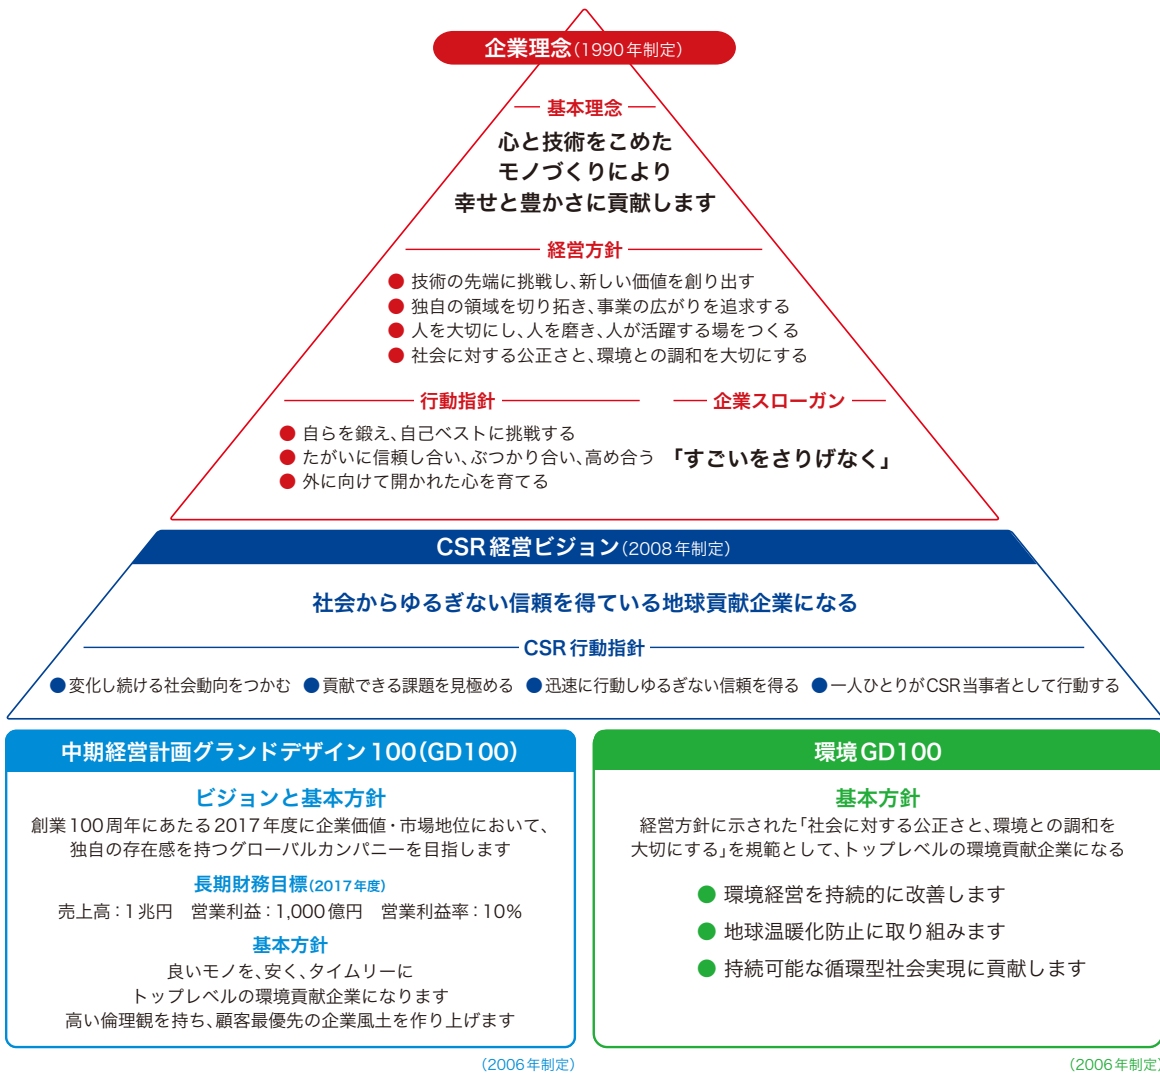 企業理念(1990年制定)
基本理念
心と技術をこめた
モノづくりにより
幸せと豊かさに貢献します
経営方針
● 技術の先端に挑戦し、新しい価値を創り出す
● 独自の領域を切り拓き、事業の広がりを追求する
● 人を大切にし、人を磨き、人が活躍する場をつくる
● 社会に対する公正さと、環境との調和を大切にする
行動指針
● 自らを鍛え、自己ベストに挑戦する
● たがいに信頼し合い、ぶつかり合い、高め合う
● 外に向けて開かれた心を育てる
企業スローガン
「すごいをさりげなく」
CSR経営ビジョン(2008年制定)
社会からゆるぎない信頼を得ている地球貢献企業になる
CSR行動指針
●変化し続ける社会動向をつかむ ●貢献できる課題を見極める ●迅速に行動しゆるぎない信頼を得る ●一人ひとりがCSR当事者として行動する
中期経営計画グランドデザイン100(GD100)
ビジョンと基本方針
創業100周年にあたる2017年度に企業価値・市場地位において、
独自の存在感を持つグローバルカンパニーを目指します
長期財務目標(2017年度)
売上高：1兆円 営業利益：1,000億円 営業利益率：10%
基本方針
良いモノを、安く、タイムリーに
トップレベルの環境貢献企業になります
高い倫理観を持ち、顧客最優先の企業風土を作り上げます
(2006年制定)
環境GD100
基本方針
経営方針に示された「社会に対する公正さと、環境との調和を
大切にする」を規範として、トップレベルの環境貢献企業になる
● 環境経営を持続的に改善します
● 地球温暖化防止に取り組みます
● 持続可能な循環型社会実現に貢献します
(2006年制定)